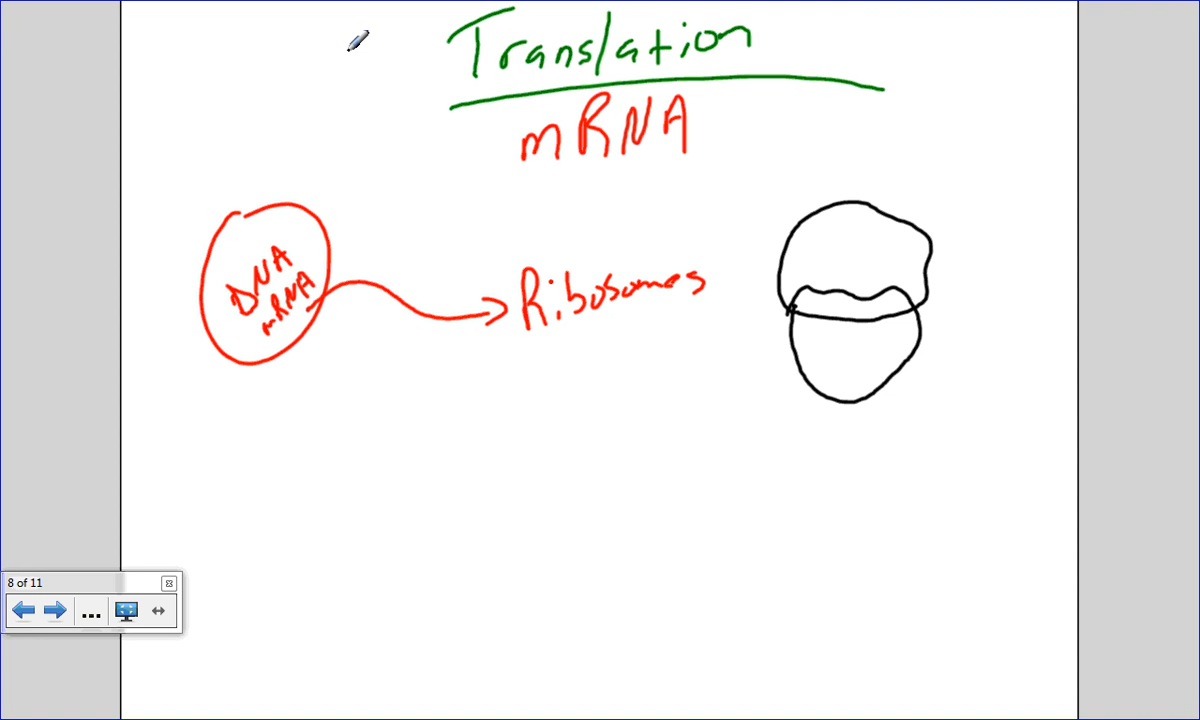 Translation
mRNA
DNA
mRNA
Ribosomes
8 of 11
...